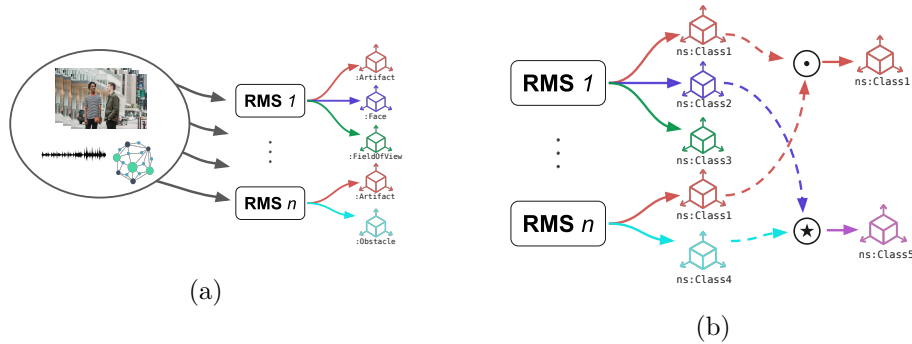 RMS 1
:Artifact
:Face
:FieldOfView
RMS n
:Artifact
:Obstacle
(a)
RMS 1
ns:Class1
ns:Class2
ns:Class3
RMS n
ns:Class1
ns:Class4
ns:Class1
ns:Class5
(b)